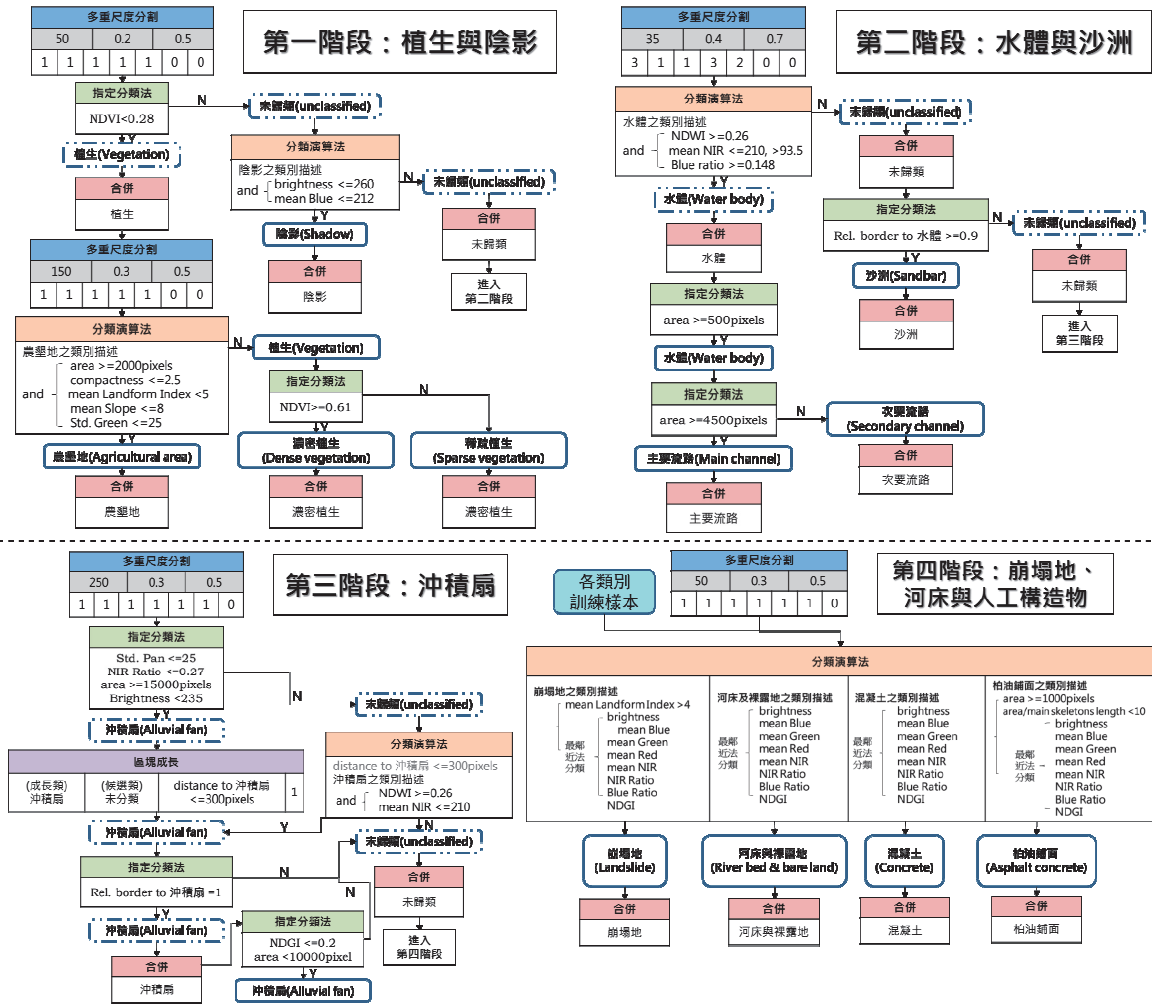 第一階段：植生與陰影
多重尺度分割
50 0.2 0.5
1 1 1 1 1 0 0
指定分類法
NDVI<0.28
N
未歸類(unclassified)
Y
植生(Vegetation)
合併
植生
分類演算法
陰影之類別描述
and
brightness <=260
mean Blue <=212
N
未歸類(unclassified)
Y
陰影(Shadow)
合併
陰影
合併
未歸類
進入
第二階段
多重尺度分割
150 0.3 0.5
1 1 1 1 1 0 0
分類演算法
農墾地之類別描述
and
area >=2000pixels
compactness <=2.5
mean Landform Index <5
mean Slope <=8
Std. Green <=25
N
植生(Vegetation)
指定分類法
NDVI>=0.61
N
Y
Y
農墾地(Agricultural area)
濃密植生
(Dense vegetation)
稀疏植生
(Sparse vegetation)
合併
農墾地
合併
濃密植生
合併
濃密植生
第二階段：水體與沙洲
多重尺度分割
35 0.4 0.7
3 1 1 3 2 0 0
分類演算法
水體之類別描述
and
NDWI >=0.26
mean NIR <=210, >93.5
Blue ratio >=0.148
N
未歸類(unclassified)
合併
未歸類
Y
水體(Water body)
合併
水體
指定分類法
Rel. border to 水體 >=0.9
N
未歸類(unclassified)
合併
未歸類
進入
第三階段
Y
沙洲(Sandbar)
合併
沙洲
指定分類法
area >=500pixels
Y
水體(Water body)
指定分類法
area >=4500pixels
N
次要流路
(Secondary channel)
合併
次要流路
Y
主要流路(Main channel)
合併
主要流路
第三階段：沖積扇
多重尺度分割
250 0.3 0.5
1 1 1 1 1 1 0
指定分類法
Std. Pan <=25
NIR Ratio <=0.27
area >=15000pixels
Brightness <235
N
未歸類(unclassified)
Y
沖積扇(Alluvial fan)
區塊成長
(成長類)
沖積扇
(候選類)
未分類
distance to 沖積扇
<=300pixels
1
分類演算法
distance to 沖積扇 <=300pixels
沖積扇之類別描述
and
NDWI >=0.26
mean NIR <=210
Y
N
沖積扇(Alluvial fan)
未歸類(unclassified)
指定分類法
Rel. border to 沖積扇 =1
N
N
合併
未歸類
進入
第四階段
Y
沖積扇(Alluvial fan)
合併
沖積扇
指定分類法
NDGI <=0.2
area <10000pixel
Y
沖積扇(Alluvial fan)
第四階段：崩塌地、
河床與人工構造物
各類別
訓練樣本
多重尺度分割
50 0.3 0.5
1 1 1 1 1 1 0
分類演算法
崩塌地之類別描述
mean Landform Index >4
最鄰
近法
分類
brightness
mean Blue
mean Green
mean Red
mean NIR
NIR Ratio
Blue Ratio
NDGI
河床及裸露地之類別描述
最鄰
近法
分類
brightness
mean Blue
mean Green
mean Red
mean NIR
NIR Ratio
Blue Ratio
NDGI
混凝土之類別描述
最鄰
近法
分類
brightness
mean Blue
mean Green
mean Red
mean NIR
NIR Ratio
Blue Ratio
NDGI
柏油鋪面之類別描述
area >=1000pixels
area/main skeletons length <10
最鄰
近法
分類
brightness
mean Blue
mean Green
mean Red
mean NIR
NIR Ratio
Blue Ratio
NDGI
崩塌地
(Landslide)
河床與裸露地
(River bed & bare land)
混凝土
(Concrete)
柏油鋪面
(Asphalt concrete)
合併
崩塌地
合併
河床與裸露地
合併
混凝土
合併
柏油鋪面